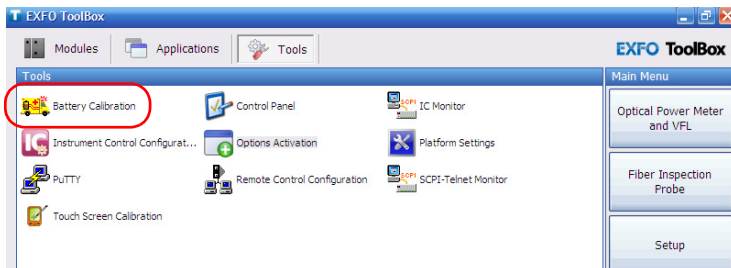 EXFO ToolBox
Modules Applications Tools EXFO ToolBox
Tools Main Menu
Battery Calibration Control Panel SCPI IC Monitor
Instrument Control Configurat... Options Activation Platform Settings
PuTTY Remote Control Configuration SCPI SCPI-Telnet Monitor
Touch Screen Calibration
Optical Power Meter
and VFL
Fiber Inspection
Probe
Setup